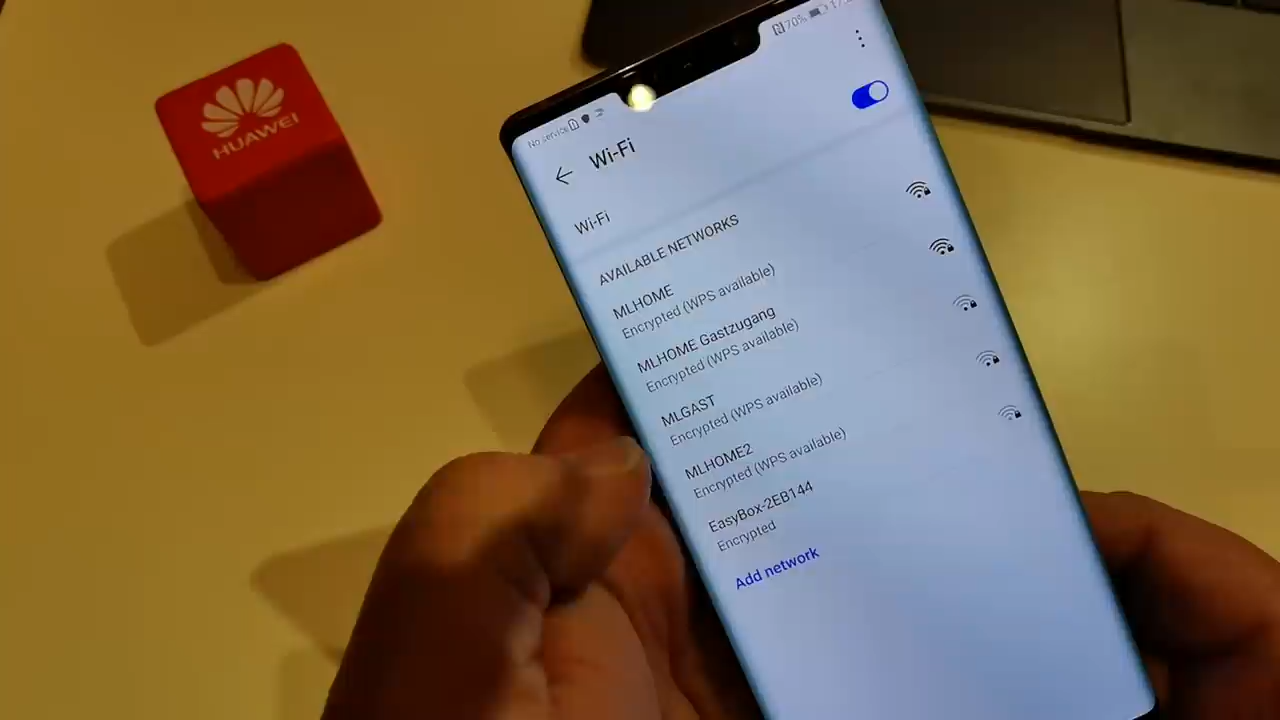 HUAWEI
No service
70%
Wi-Fi
Wi-Fi
AVAILABLE NETWORKS
MLHOME
Encrypted (WPS available)
MLHOME Gastzugang
Encrypted (WPS available)
MLGAST
Encrypted (WPS available)
MLHOME2
Encrypted (WPS available)
EasyBox-2EB144
Encrypted
Add network